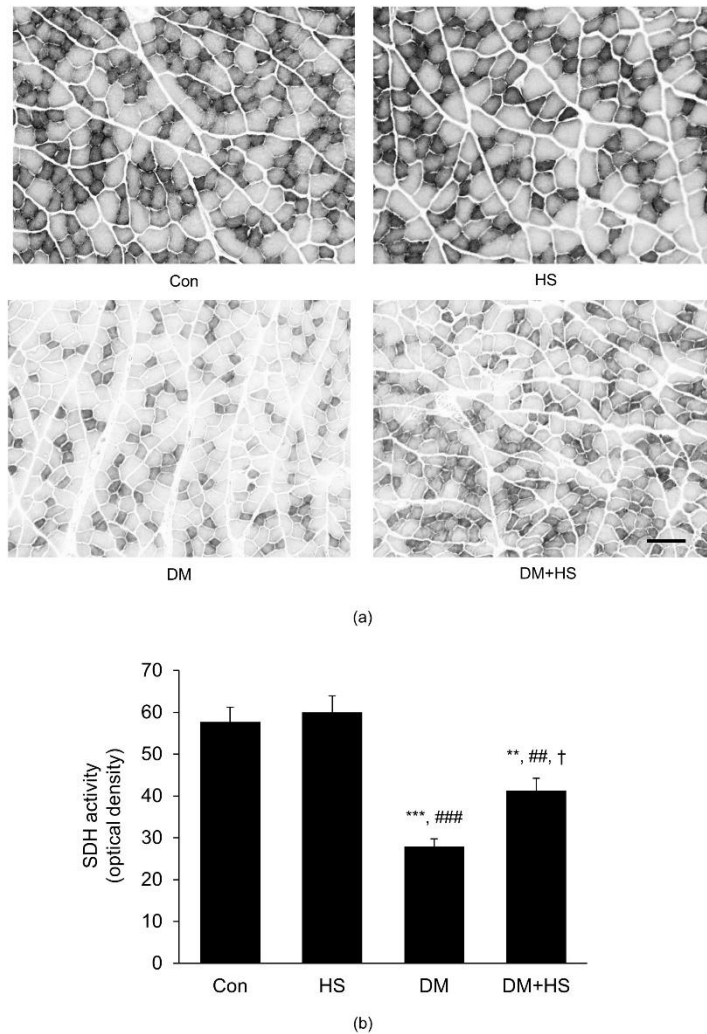 Con
HS
DM
DM+HS
(a)
70
60
50
40
30
20
10
0
SDH activity
(optical density)
***, ###
**, ##, †
Con
HS
DM
DM+HS
(b)